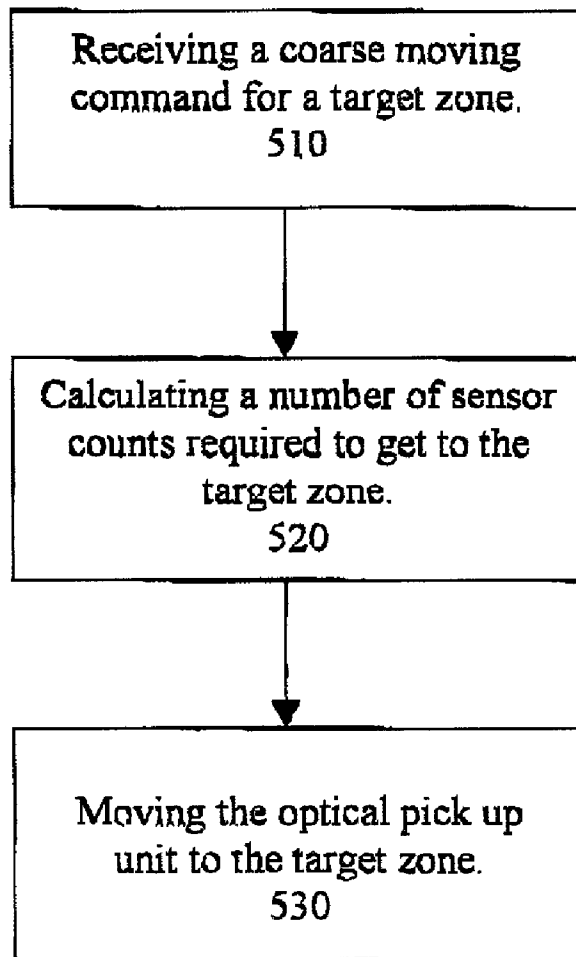 Receiving a coarse moving
command for a target zone.
510
Calculating a number of sensor
counts required to get to the
target zone.
520
Moving the optical pick up
unit to the target zone.
530